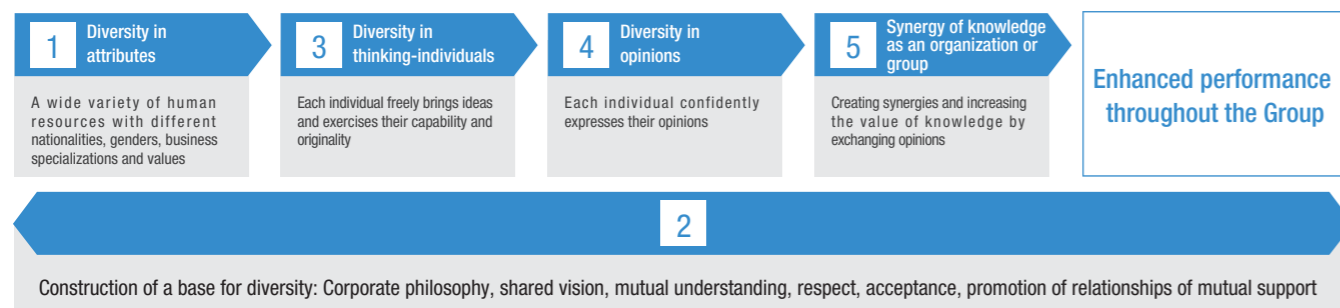 1
Diversity in
attributes
A wide variety of human
resources with different
nationalities, genders, business
specializations and values
3
Diversity in
thinking-individuals
Each individual freely brings ideas
and exercises their capability and
originality
4
Diversity in
opinions
Each individual confidently
expresses their opinions
5
Synergy of knowledge
as an organization or
group
Creating synergies and increasing
the value of knowledge by
exchanging opinions
Enhanced performance
throughout the Group
2
Construction of a base for diversity: Corporate philosophy, shared vision, mutual understanding, respect, acceptance, promotion of relationships of mutual support